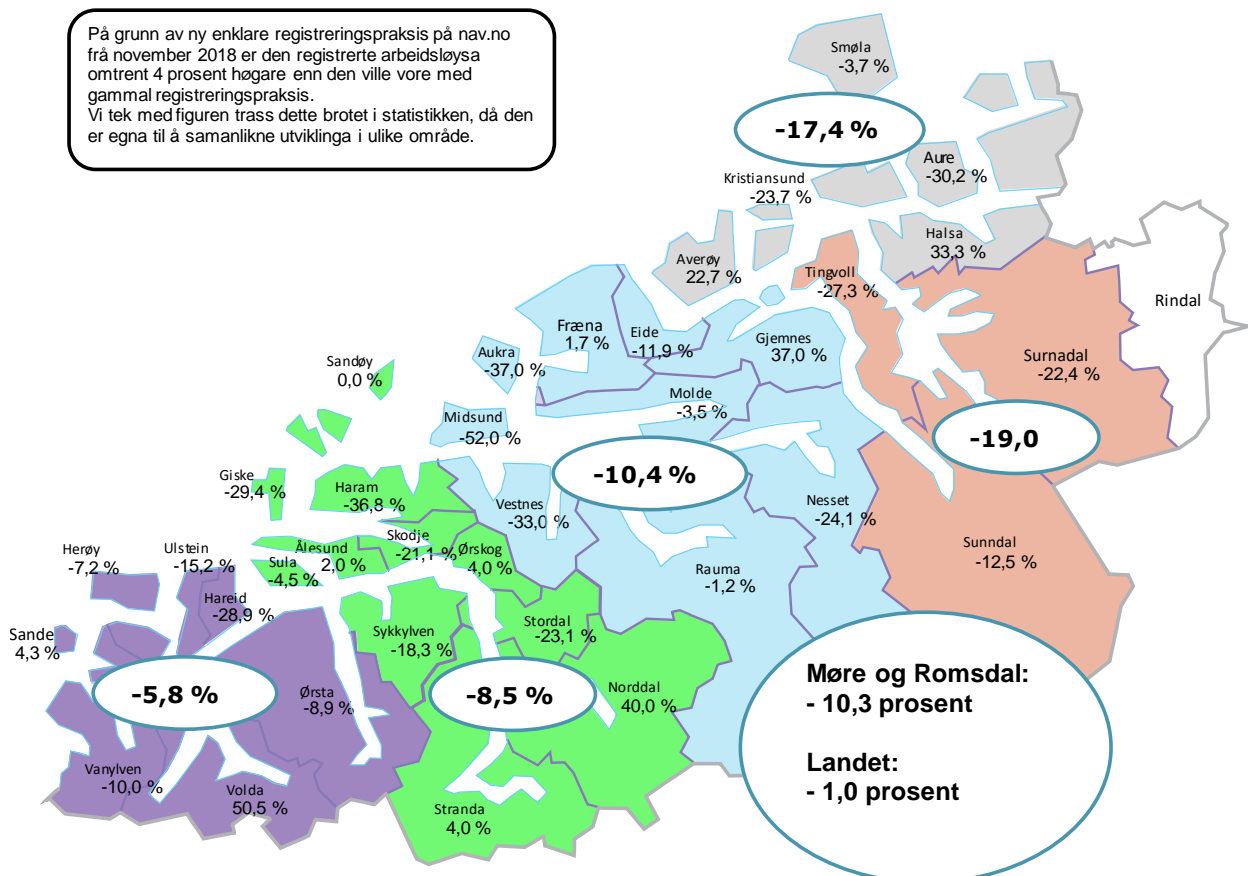 På grunn av ny enklare registreringspraksis på nav.no
frå november 2018 er den registrerte arbeidsløysa
omtrent 4 prosent høgare enn den ville vore med
gammal registreringspraksis.
Vi tek med figuren trass dette brotet i statistikken, då den
er egna til å samanlikne utviklinga i ulike område.
Smøla
-3,7 %
-17,4 %
Aure
-30,2 %
Kristiansund
-23,7 %
Halsa
33,3 %
Averøy
22,7 %
Tingvoll
-27,3 %
Rindal
Fræna
1,7 %
Eide
-11,9 %
Gjemnes
37,0 %
Surnadal
-22,4 %
Aukra
-37,0 %
Sandøy
0,0 %
Molde
-3,5 %
Midsund
-52,0 %
-19,0
-10,4 %
Giske
-29,4 %
Haram
-36,8 %
Vestnes
-33,0 %
Nesset
-24,1 %
Sunndal
-12,5 %
Skodje
-21,1 %
Ørskog
4,0 %
Ålesund
2,0 %
Sula
-4,5 %
Herøy
-7,2 %
Ulstein
-15,2 %
Hareid
-28,9 %
Rauma
-1,2 %
Sande
4,3 %
Sykkylven
-18,3 %
Stordal
-23,1 %
-5,8 %
Ørsta
-8,9 %
-8,5 %
Norddal
40,0 %
Møre og Romsdal:
- 10,3 prosent
Landet:
- 1,0 prosent
Vanylven
-10,0 %
Volda
50,5 %
Stranda
4,0 %